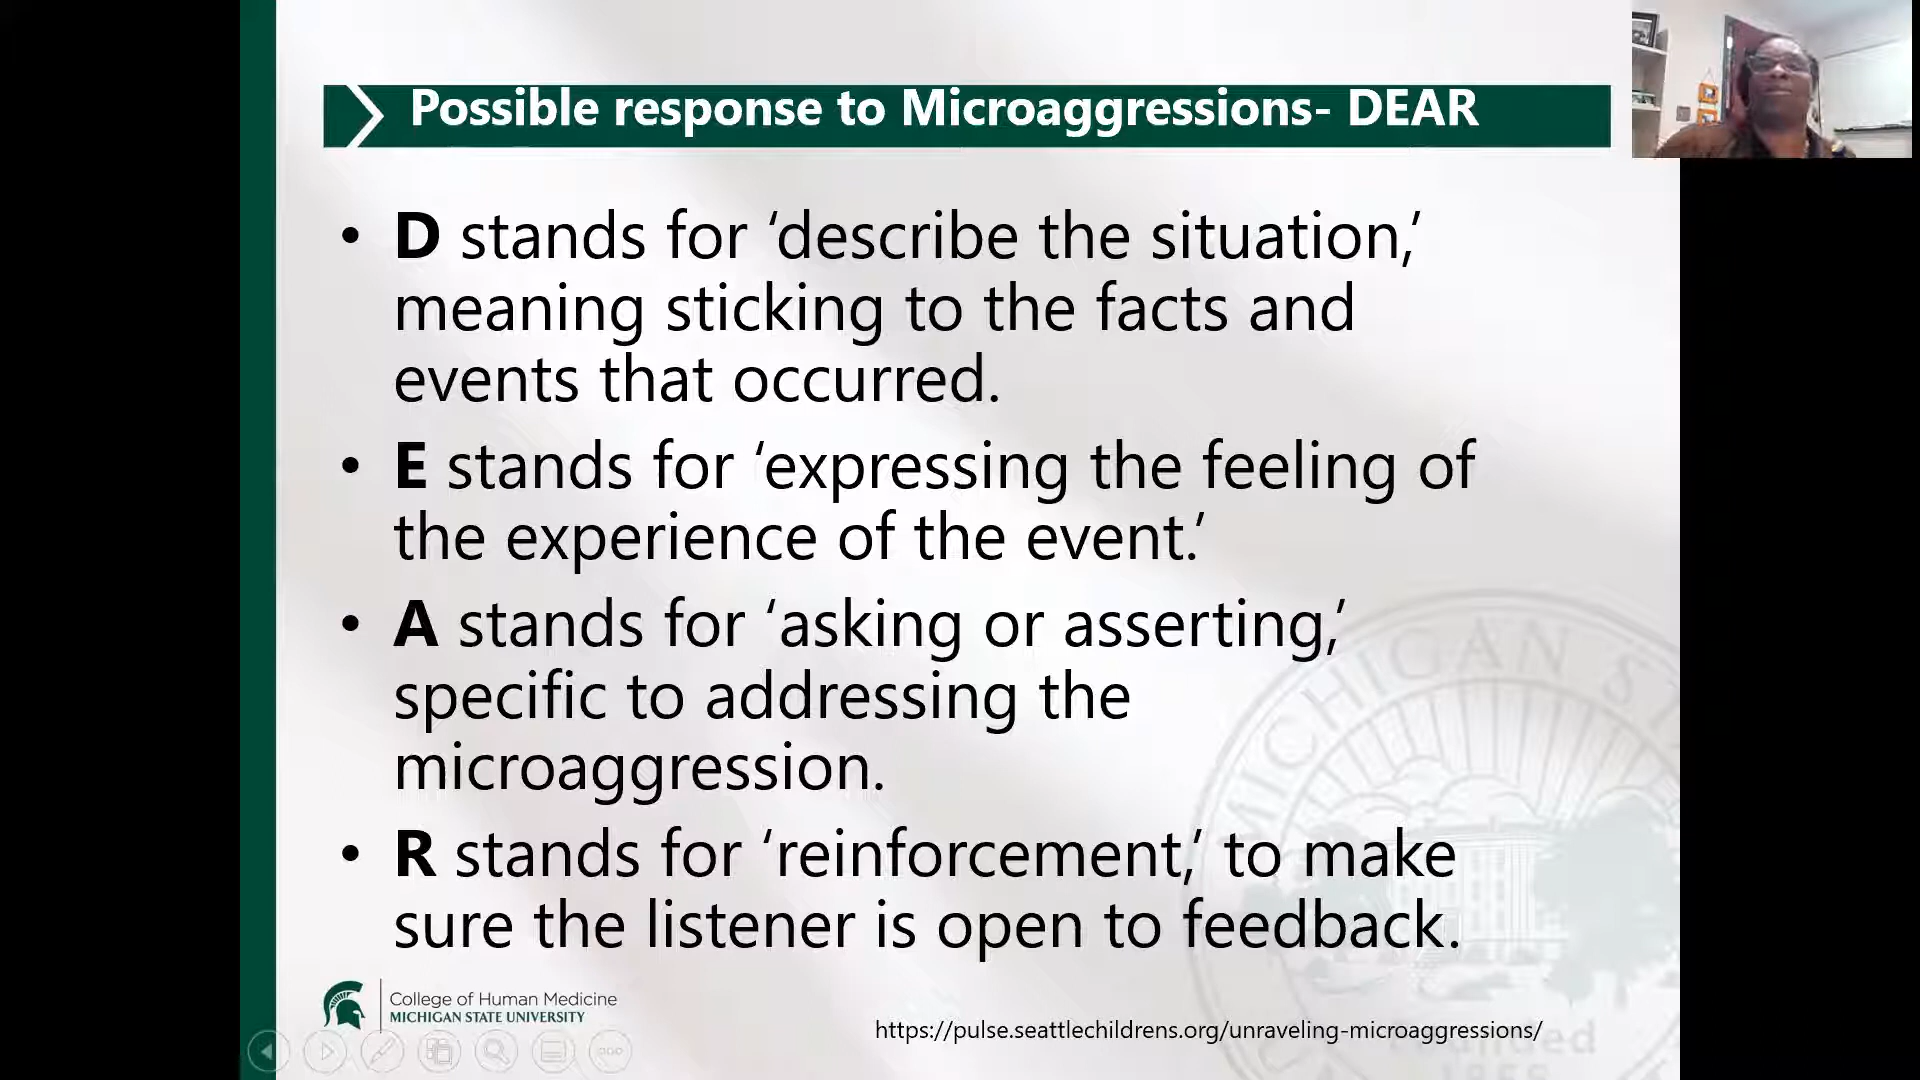 Possible response to Microaggressions- DEAR
• D stands for ‘describe the situation,’
meaning sticking to the facts and
events that occurred.
• E stands for ‘expressing the feeling of
the experience of the event.’
• A stands for ‘asking or asserting,’
specific to addressing the
microaggression.
• R stands for ‘reinforcement,’ to make
sure the listener is open to feedback.
College of Human Medicine
MICHIGAN STATE UNIVERSITY
https://pulse.seattlechildrens.org/unraveling-microaggressions/
MICHIGAN